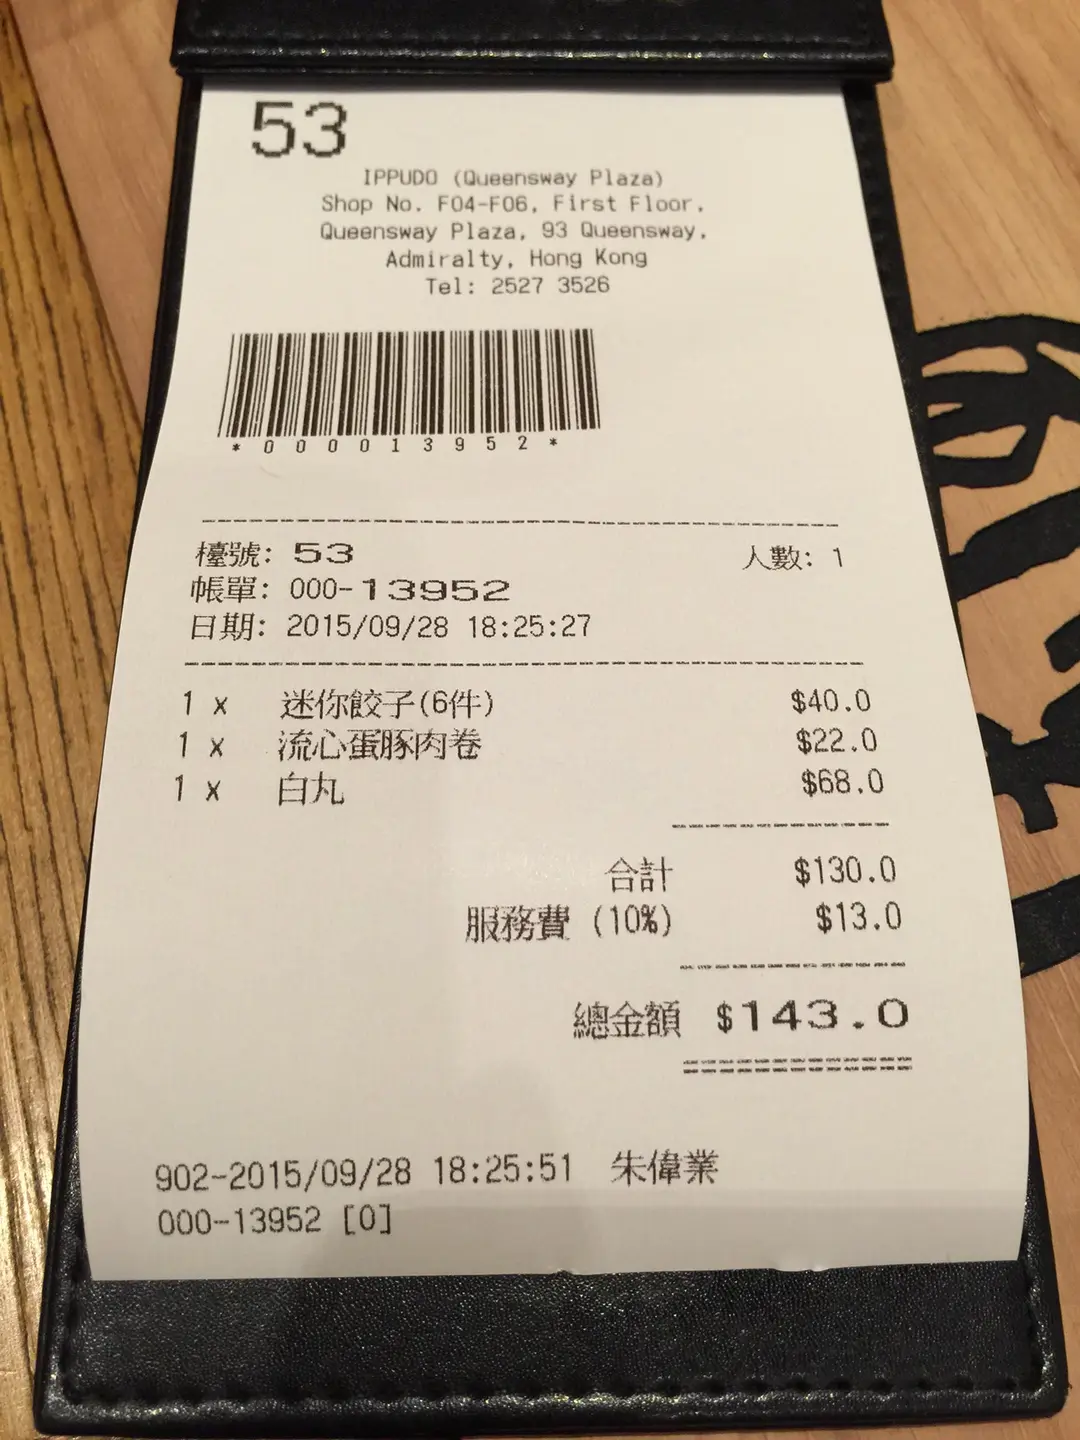 53
IPPUDO (Queensway Plaza)
Shop No. F04-F06, First Floor,
Queensway Plaza, 93 Queensway,
Admiralty, Hong Kong
Tel: 2527 3526
*000013952*
檯號: 53 人數: 1
帳單: 000-13952
日期: 2015/09/28 18:25:27
1 x 迷你餃子(6件) $40.0
1 x 流心蛋豚肉卷 $22.0
1 x 白丸 $68.0
合計 $130.0
服務費 (10%) $13.0
總金額 $143.0
902-2015/09/28 18:25:51 朱偉業
000-13952 [0]